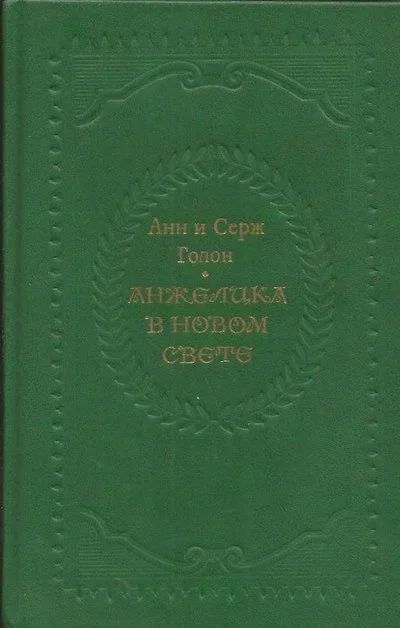 Анн и Серж
Голон
АНЖЕЛИКА
В НОВОМ
СВЕТЕ